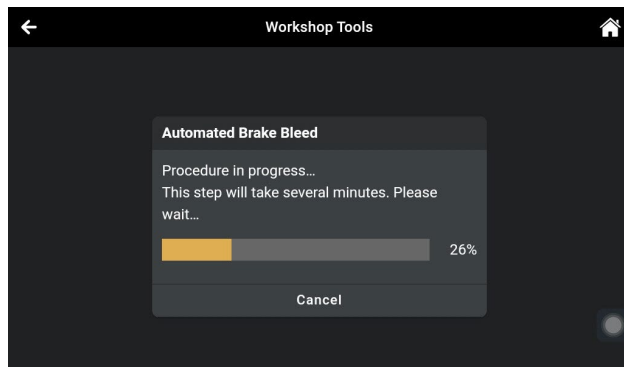 Workshop Tools
Automated Brake Bleed
Procedure in progress…
This step will take several minutes. Please
wait…
26%
Cancel